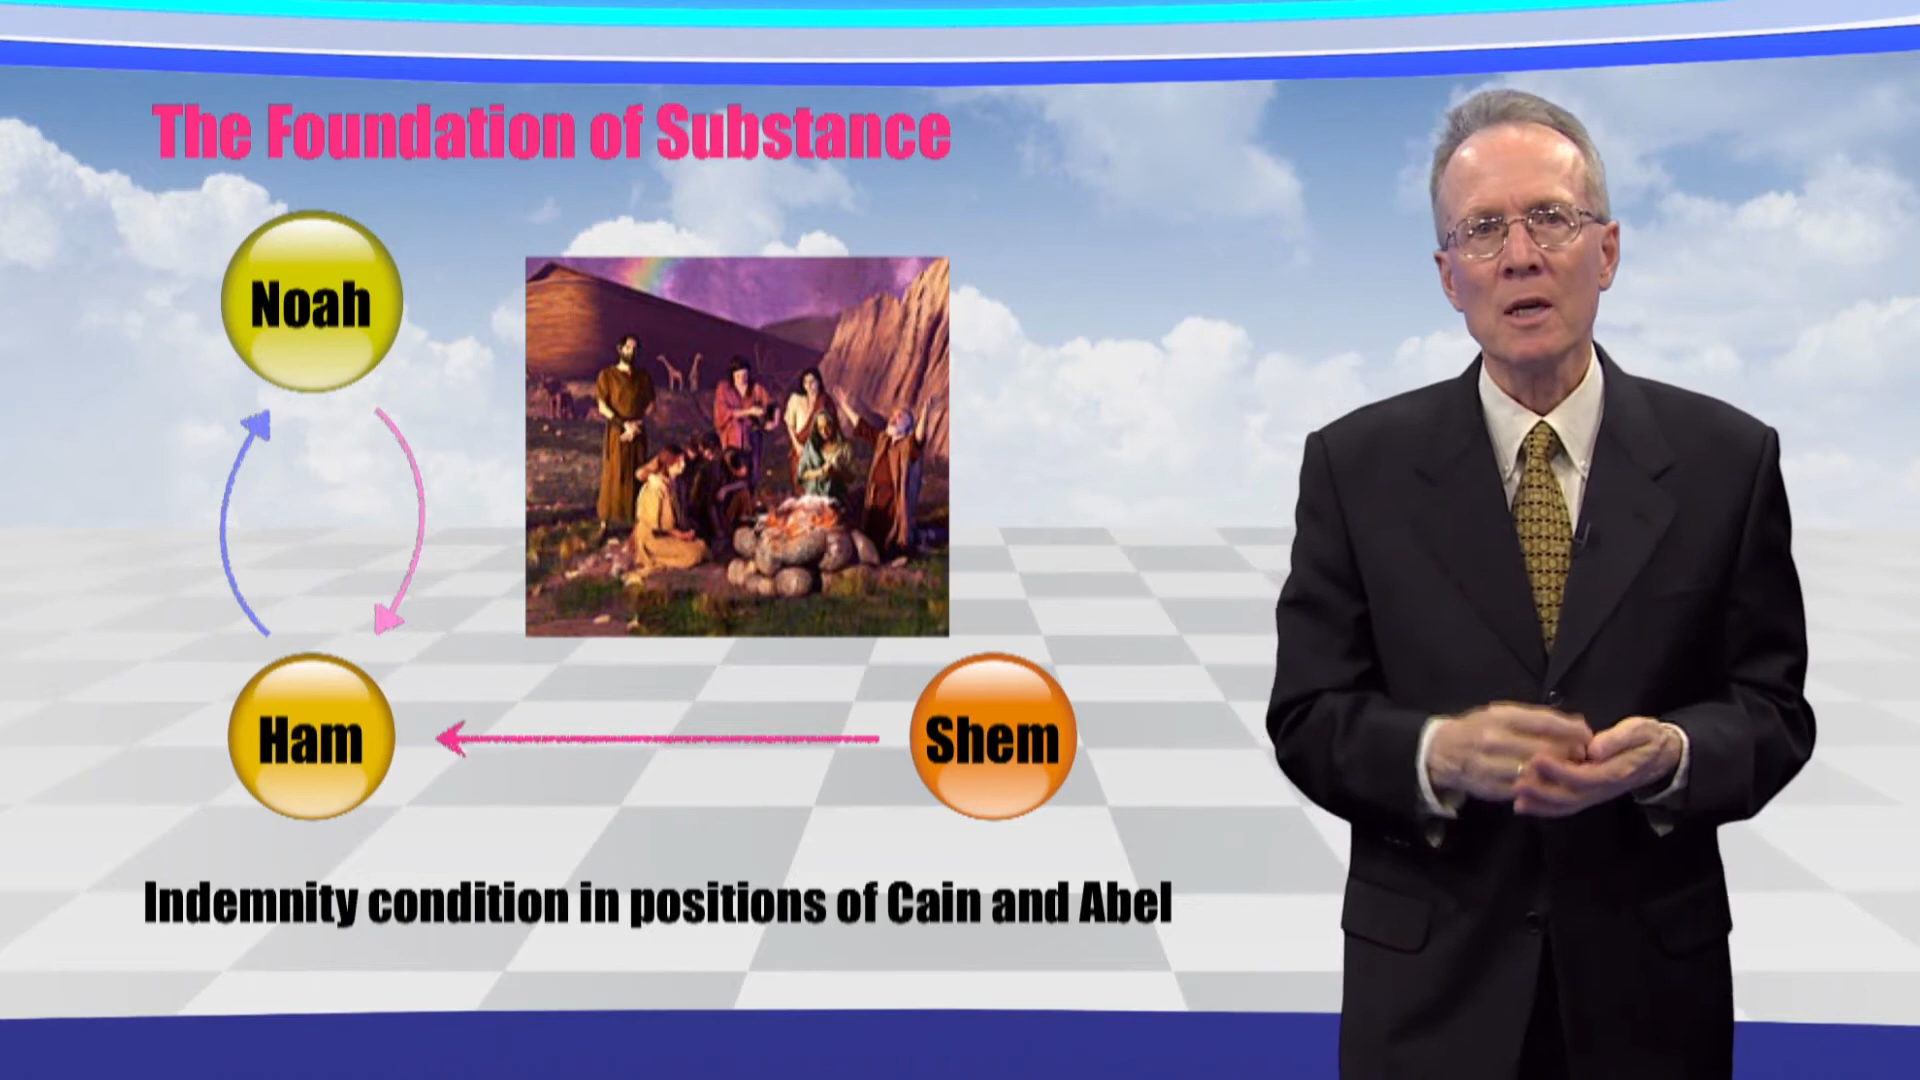 The Foundation of Substance
Noah
Ham
Shem
Indemnity condition in positions of Cain and Abel